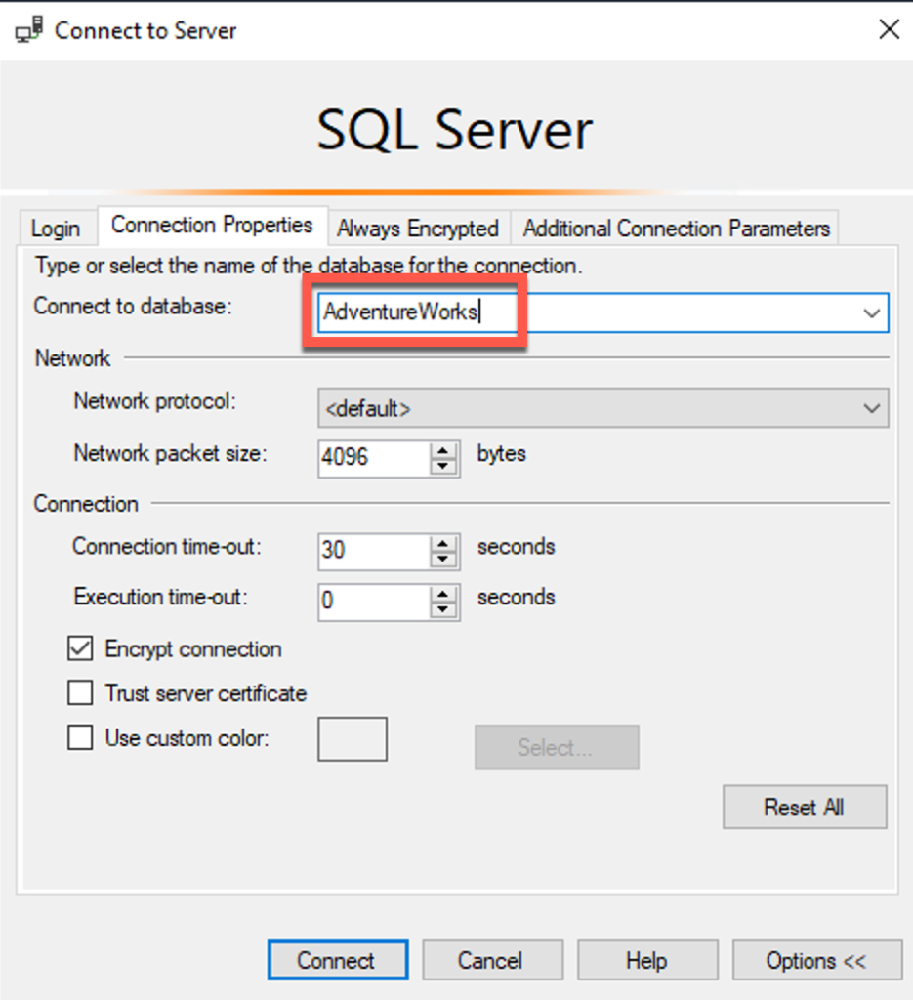 Connect to Server
SQL Server
Login Connection Properties Always Encrypted Additional Connection Parameters
Type or select the name of the database for the connection.
Connect to database: AdventureWorks
Network
Network protocol: <default>
Network packet size: 4096 bytes
Connection
Connection time-out: 30 seconds
Execution time-out: 0 seconds
Encrypt connection
Trust server certificate
Use custom color: Select...
Reset All
Connect Cancel Help Options <<